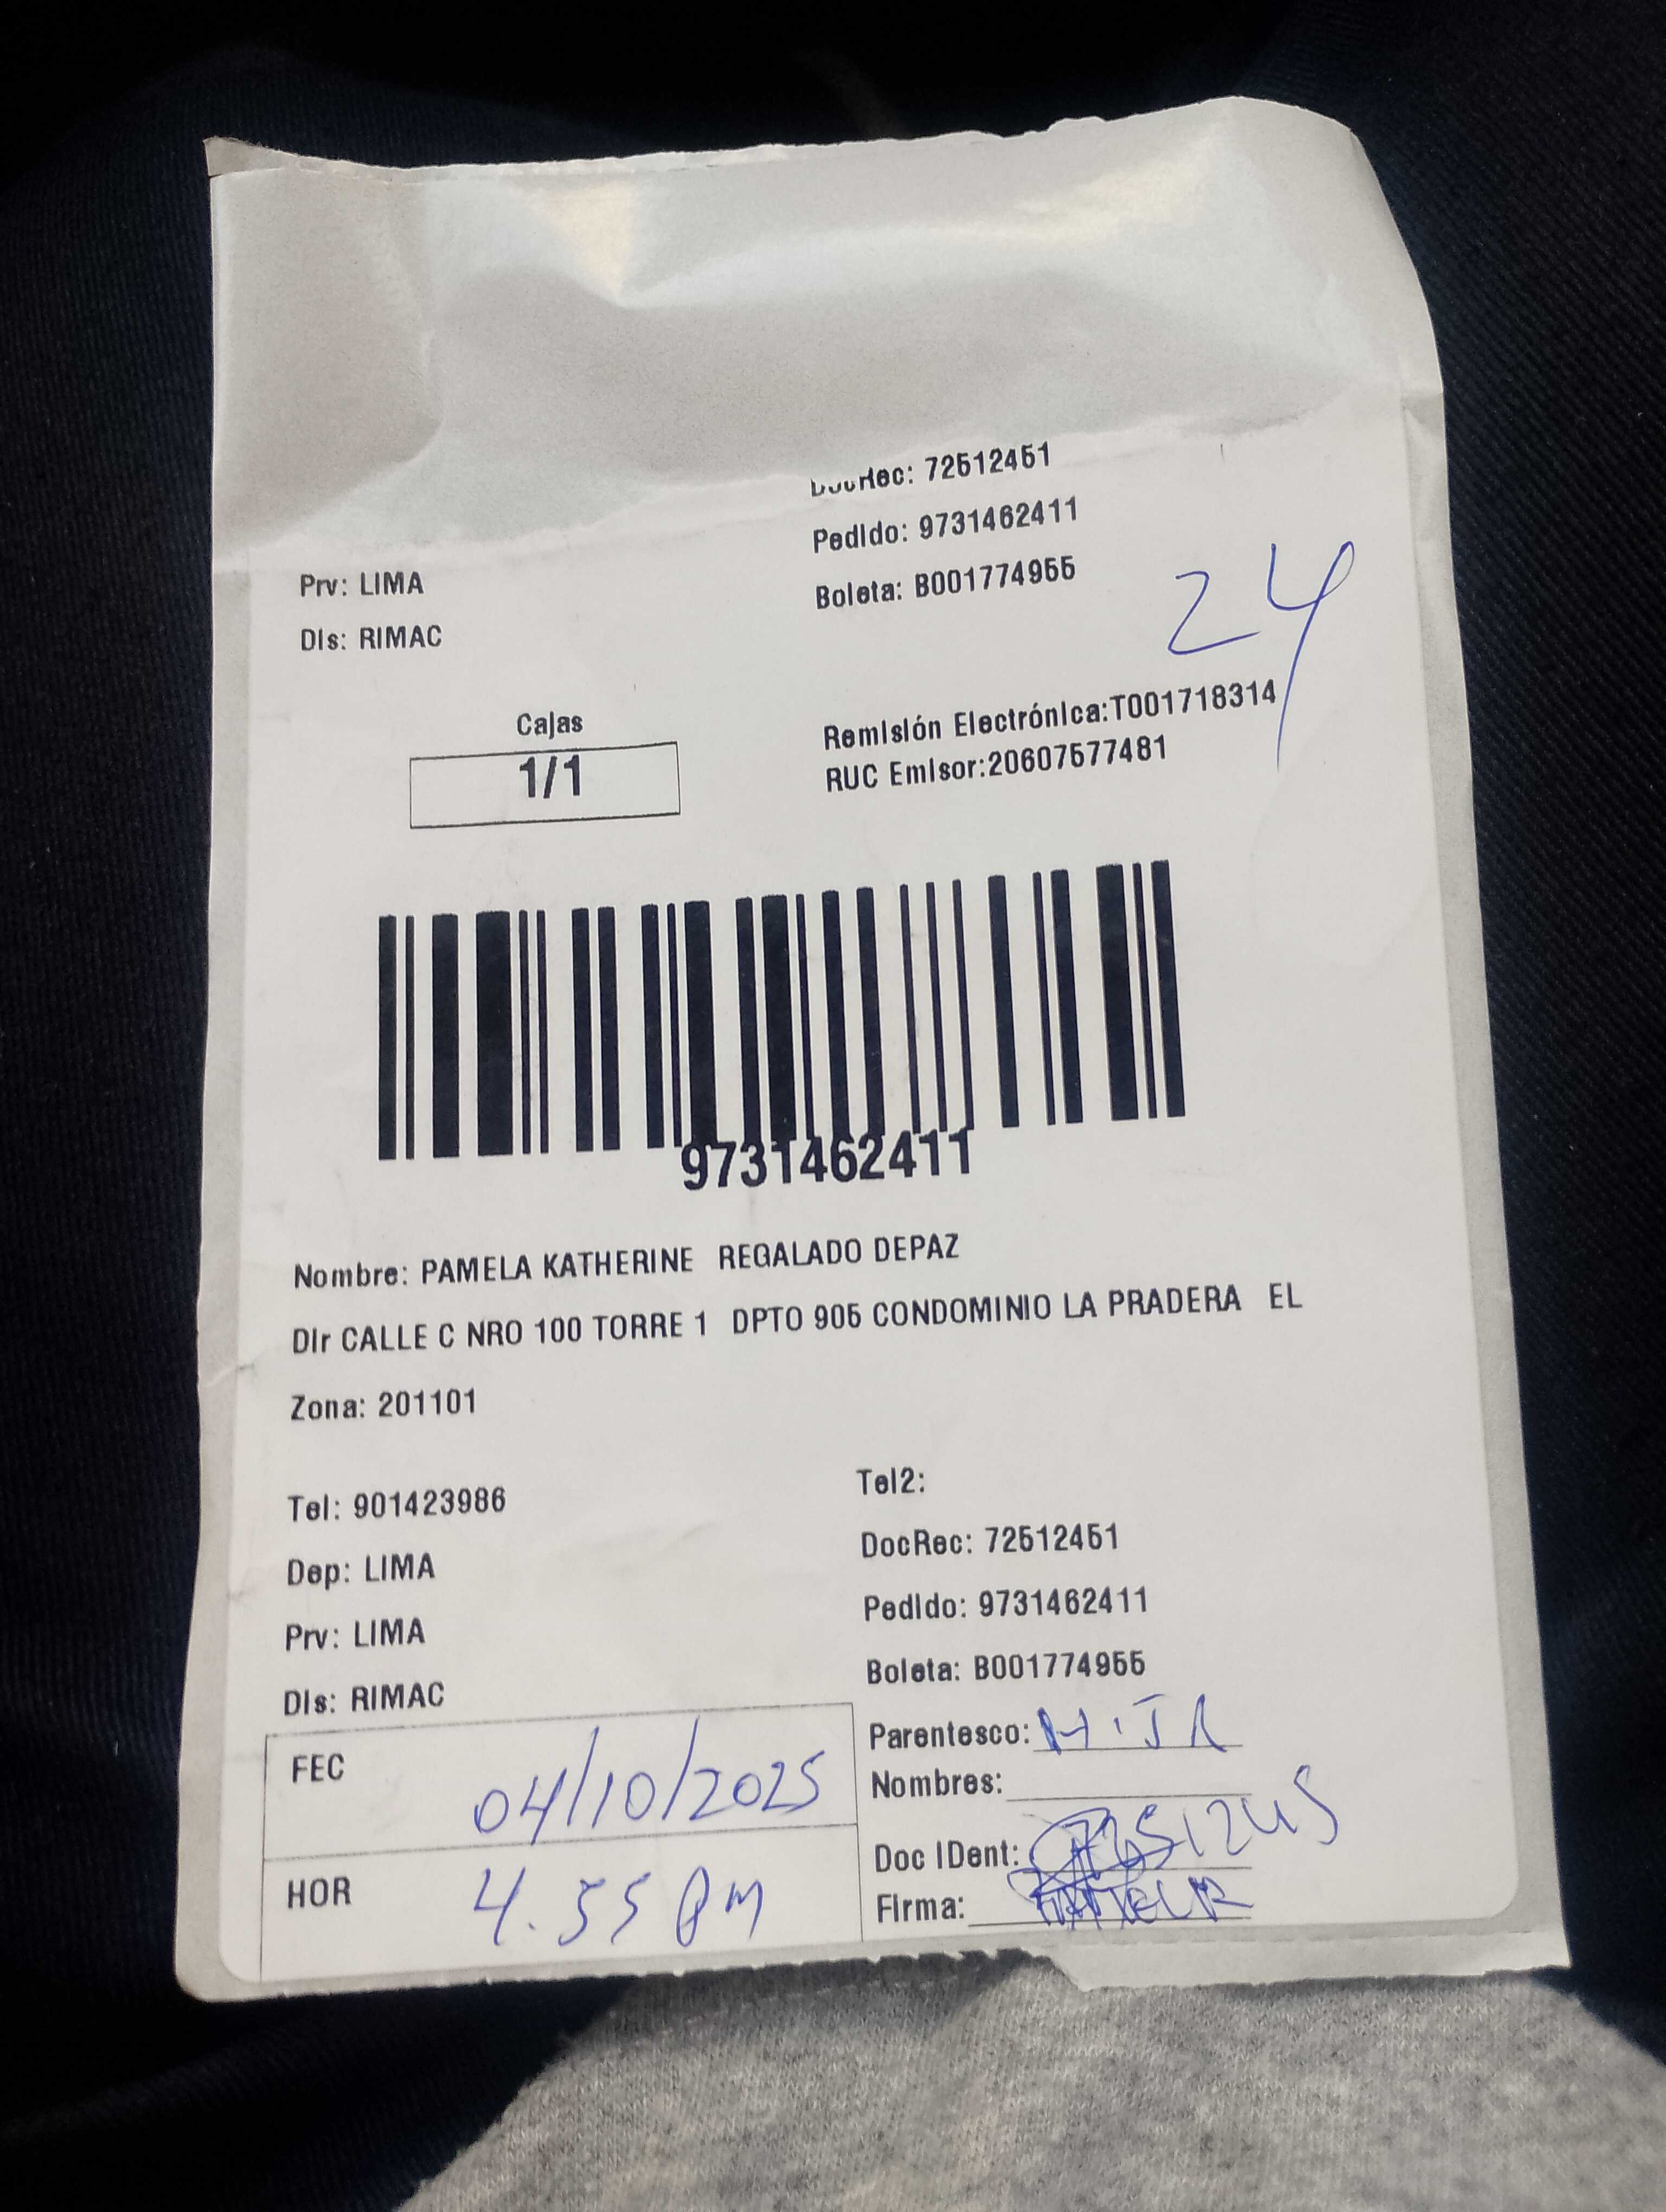 DocRec: 72512451
Pedido: 9731462411
Boleta: B001774955
24
Prv: LIMA
Dis: RIMAC
Cajas
1/1
Remisión Electrónica:T001718314
RUC Emisor:20607577481
9731462411
Nombre: PAMELA KATHERINE REGALADO DEPAZ
Dir CALLE C NRO 100 TORRE 1 DPTO 905 CONDOMINIO LA PRADERA EL
Zona: 201101
Tel: 901423986
Tel2:
Dep: LIMA
DocRec: 72512451
Prv: LIMA
Pedido: 9731462411
Dis: RIMAC
Boleta: B001774955
FEC 04/10/2025
HOR 4.55 PM
Parentesco: HIJA
Nombres:
Doc IDent:
Firma: